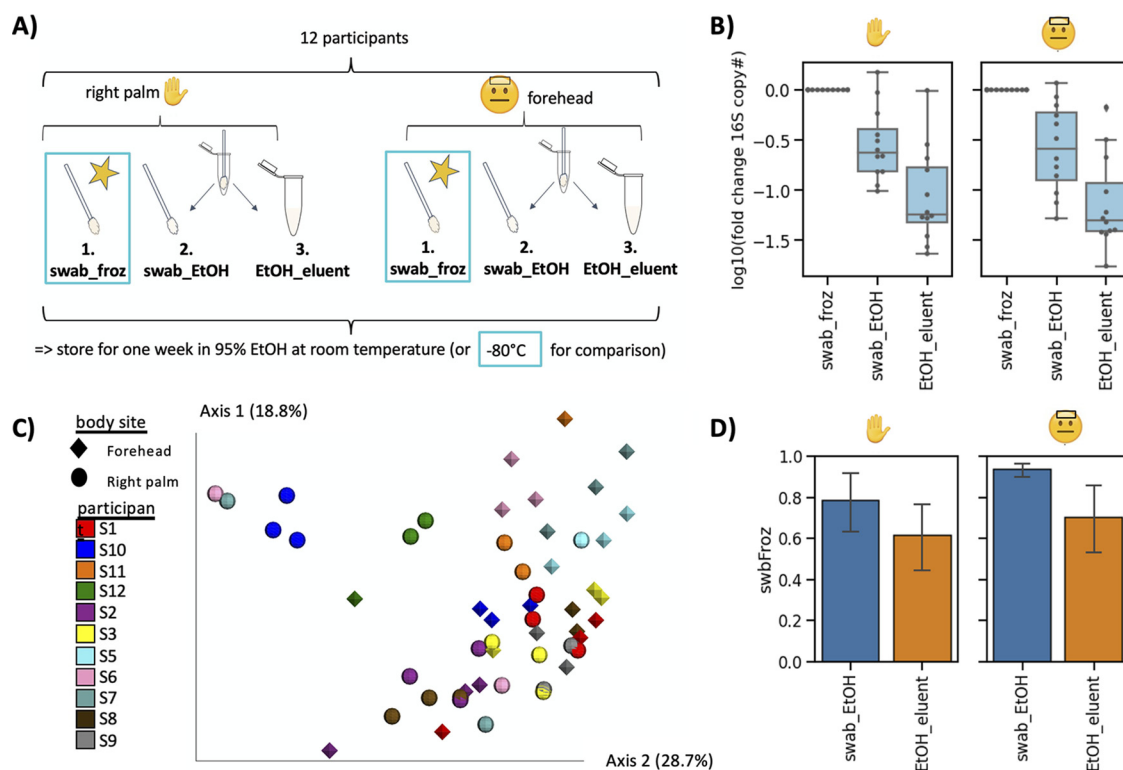 A)
12 participants
right palm
forehead
1.
swab_froz
2.
swab_EtOH
3.
EtOH_eluent
1.
swab_froz
2.
swab_EtOH
3.
EtOH_eluent
=> store for one week in 95% EtOH at room temperature (or -80°C for comparison)
B)
log10(fold change 16S copy#)
0.0
−0.5
−1.0
−1.5
swab_froz
swab_EtOH
EtOH_eluent
swab_froz
swab_EtOH
EtOH_eluent
C)
body site
Forehead
Right palm
participan
t
S1
S10
S11
S12
S2
S3
S5
S6
S7
S8
S9
Axis 1 (18.8%)
Axis 2 (28.7%)
D)
swbFroz
1.0
0.8
0.6
0.4
0.2
0.0
swab_EtOH
EtOH_eluent
swab_EtOH
EtOH_eluent